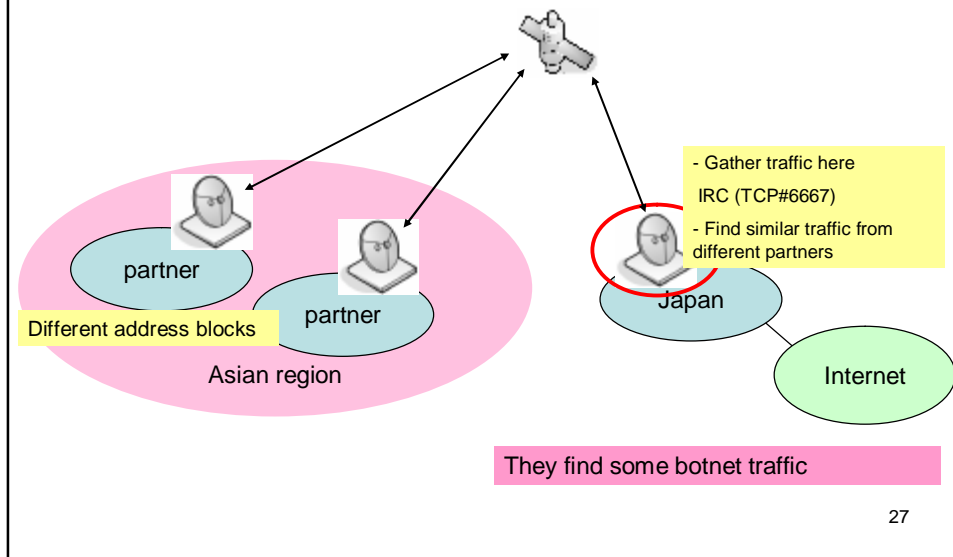 - Gather traffic here
IRC (TCP#6667)
- Find similar traffic from
different partners
partner
partner
Japan
Different address blocks
Asian region
Internet
They find some botnet traffic
27